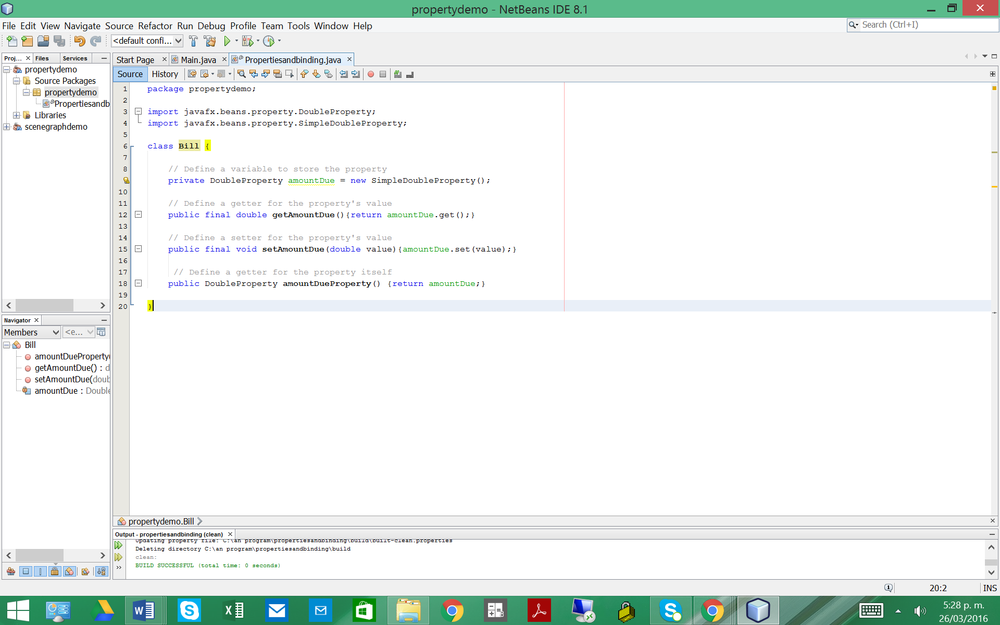 propertydemo - NetBeans IDE 8.1
File Edit View Navigate Source Refactor Run Debug Profile Team Tools Window Help
Search (Ctrl+I)
<default confi...
Proj... Files Services
propertydemo
Source Packages
propertydemo
Propertiesandb
Libraries
scenegraphdemo
Start Page Main.java Propertiesandbinding.java
Source History
1 package propertydemo;
2
3 import javafx.beans.property.DoubleProperty;
4 import javafx.beans.property.SimpleDoubleProperty;
5
6 class Bill {
7
8 // Define a variable to store the property
private DoubleProperty amountDue = new SimpleDoubleProperty();
10
11 // Define a getter for the property's value
12 public final double getAmountDue(){return amountDue.get();}
13
14 // Define a setter for the property's value
15 public final void setAmountDue(double value){amountDue.set(value);}
16
17 // Define a getter for the property itself
18 public DoubleProperty amountDueProperty() {return amountDue;}
19
20 }
Navigator
Members <e...
Bill
amountDueProperty(
getAmountDue() : d
setAmountDue(doub
amountDue : Double
propertydemo.Bill
Output - propertiesandbinding (clean)
Updating property file: C:\an program\propertiesandbinding\build\built-clean.properties
Deleting directory C:\an program\propertiesandbinding\build
clean:
BUILD SUCCESSFUL (total time: 0 seconds)
20:2 INS
5:28 p. m.
26/03/2016